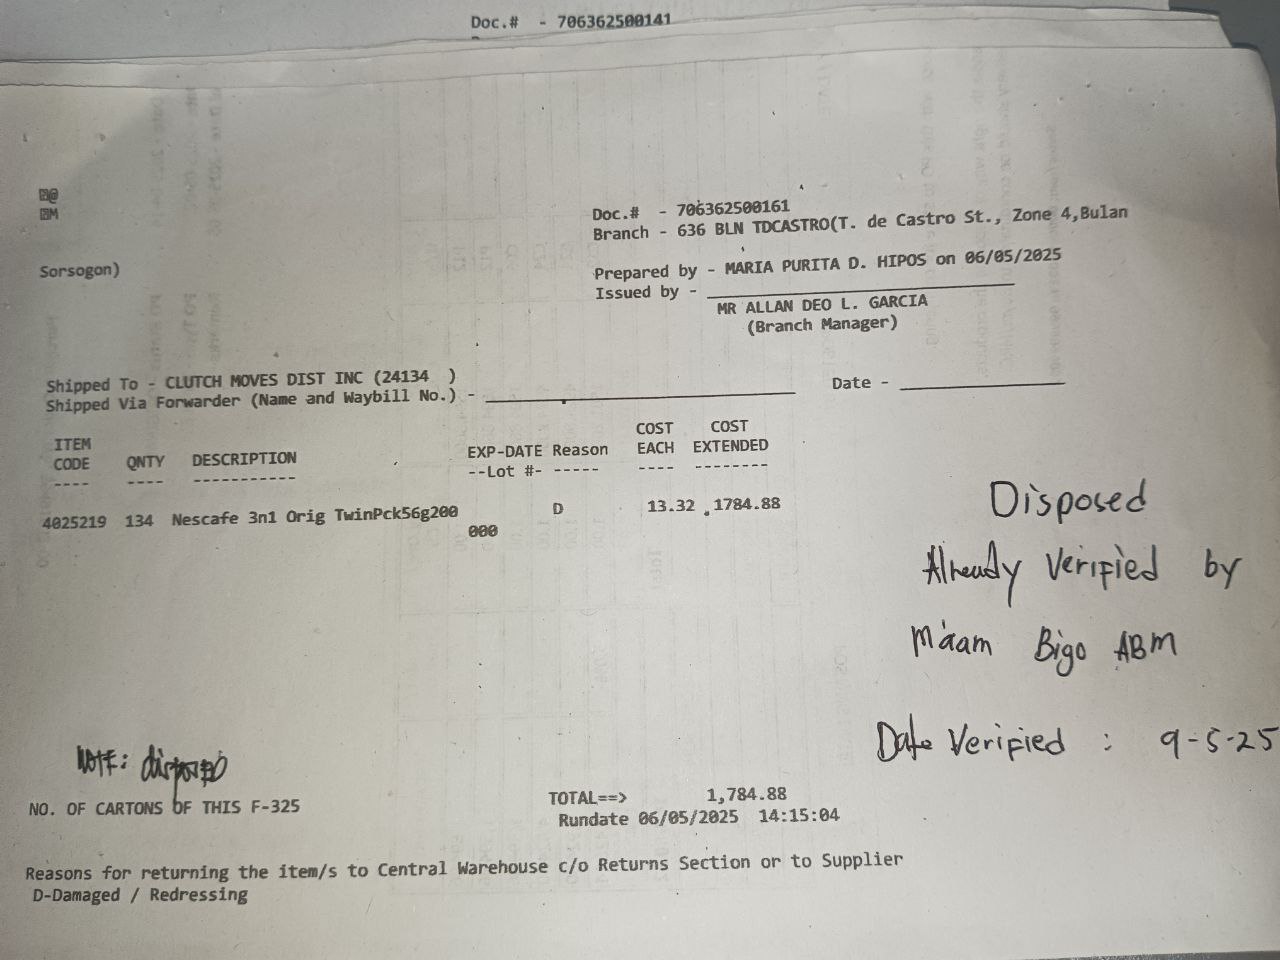 Doc.# - 706362500141
Doc.# - 706362500161
Branch - 636 BLN TDCASTRO(T. de Castro St., Zone 4,Bulan
Sorsogon)
Prepared by - MARIA PURITA D. HIPOS on 06/05/2025
Issued by -
MR ALLAN DEO L. GARCIA
(Branch Manager)
Shipped To - CLUTCH MOVES DIST INC (24134 )
Date -
Shipped Via Forwarder (Name and Waybill No.) -
COST COST
ITEM
EXP-DATE Reason EACH EXTENDED
CODE QNTY DESCRIPTION
--Lot #- ----- ---- --------
---- ---- -----------
4025219 134 Nescafe 3n1 Orig TwinPck56g200 D 13.32 1784.88
000
Disposed
Already Verified by
Ma'am Bigo ABM
Date Verified : 9-5-25
NOTE: disposed
NO. OF CARTONS OF THIS F-325
TOTAL==> 1,784.88
Rundate 06/05/2025 14:15:04
Reasons for returning the item/s to Central Warehouse c/o Returns Section or to Supplier
D-Damaged / Redressing